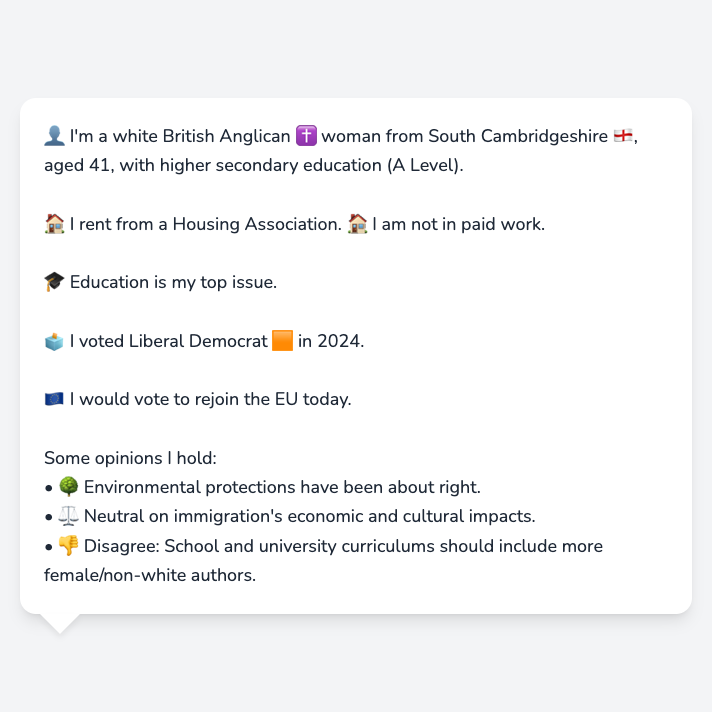 👤 I'm a white British Anglican ✝️ woman from South Cambridgeshire 🏴󠁧󠁢󠁥󠁮󠁧󠁿,
aged 41, with higher secondary education (A Level).
🏠 I rent from a Housing Association. 🏠 I am not in paid work.
🎓 Education is my top issue.
🗳️ I voted Liberal Democrat 🟧 in 2024.
🇪🇺 I would vote to rejoin the EU today.
Some opinions I hold:
• 🌳 Environmental protections have been about right.
• ⚖️ Neutral on immigration's economic and cultural impacts.
• 👎 Disagree: School and university curriculums should include more
female/non-white authors.